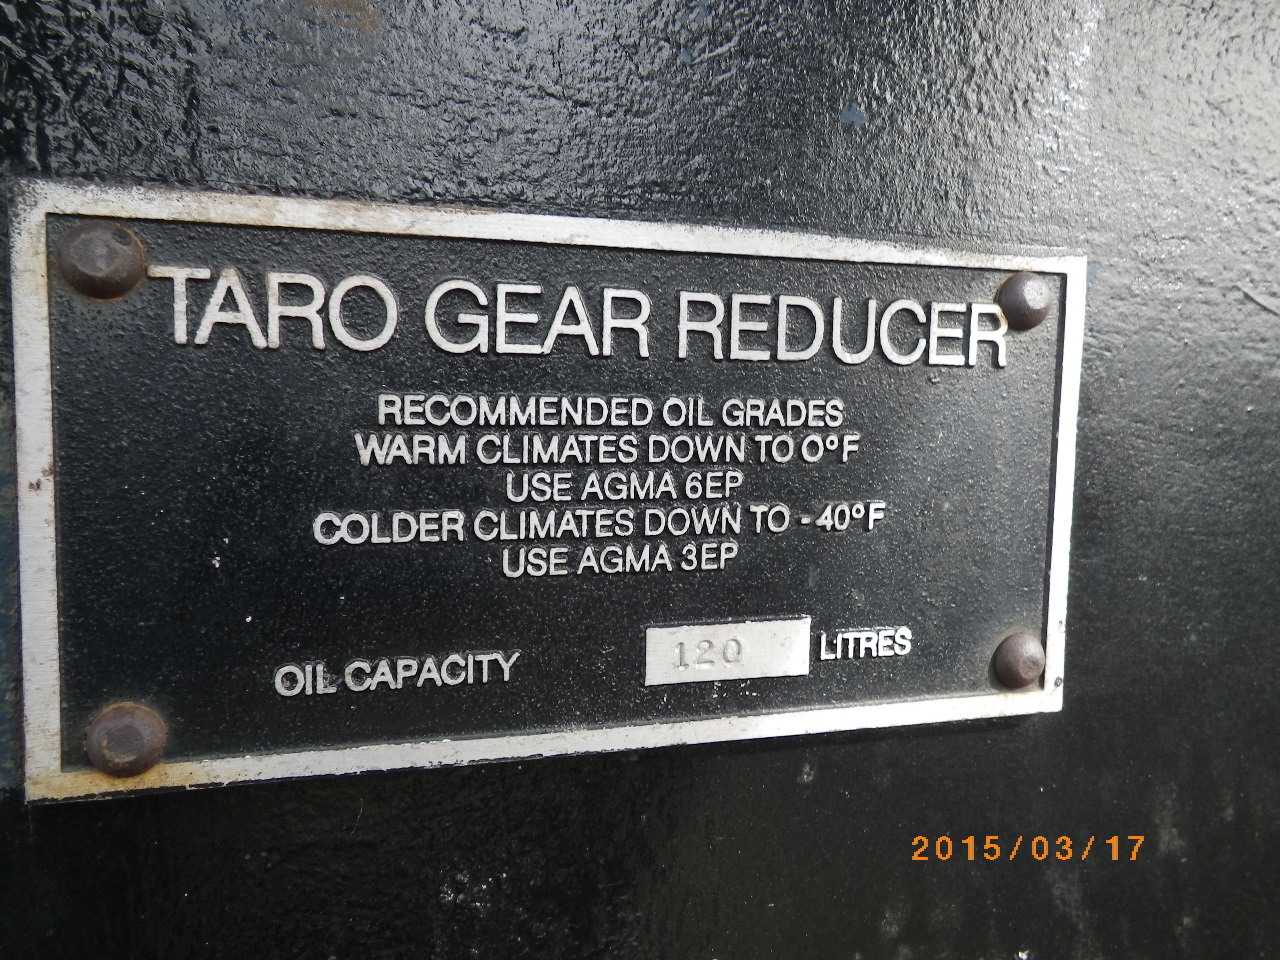 TARO GEAR REDUCER
RECOMMENDED OIL GRADES
WARM CLIMATES DOWN TO 0°F
USE AGMA 6EP
COLDER CLIMATES DOWN TO -40°F
USE AGMA 3EP
OIL CAPACITY 120 LITRES
2015/03/17